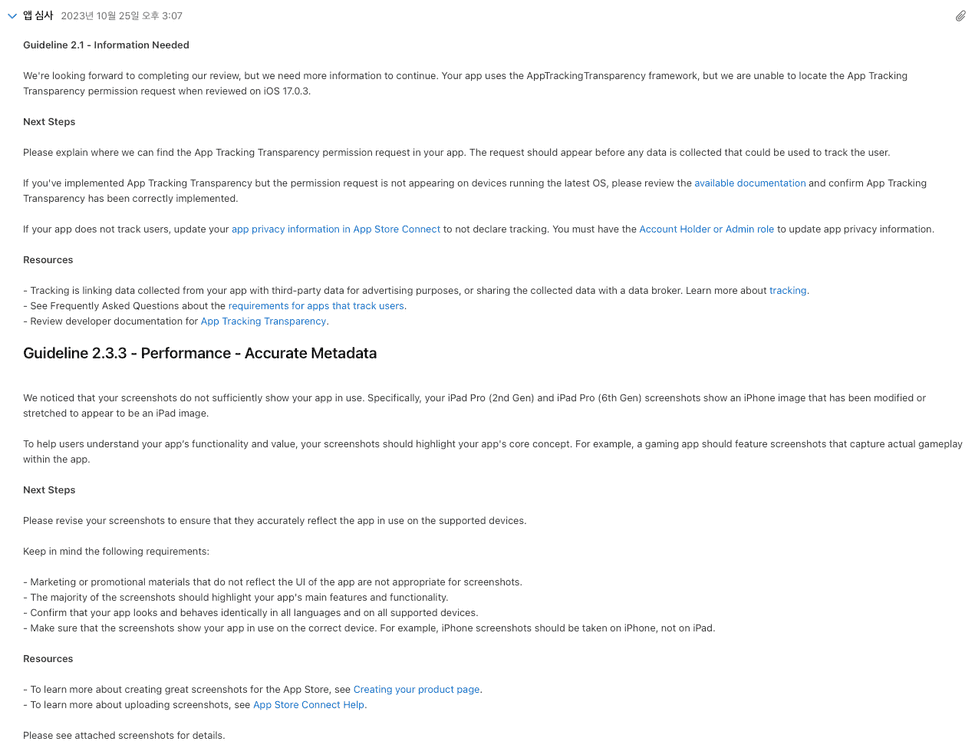 앱 심사 2023년 10월 25일 오후 3:07
Guideline 2.1 - Information Needed
We're looking forward to completing our review, but we need more information to continue. Your app uses the AppTrackingTransparency framework, but we are unable to locate the App Tracking
Transparency permission request when reviewed on iOS 17.0.3.
Next Steps
Please explain where we can find the App Tracking Transparency permission request in your app. The request should appear before any data is collected that could be used to track the user.
If you've implemented App Tracking Transparency but the permission request is not appearing on devices running the latest OS, please review the available documentation and confirm App Tracking
Transparency has been correctly implemented.
If your app does not track users, update your app privacy information in App Store Connect to not declare tracking. You must have the Account Holder or Admin role to update app privacy information.
Resources
- Tracking is linking data collected from your app with third-party data for advertising purposes, or sharing the collected data with a data broker. Learn more about tracking.
- See Frequently Asked Questions about the requirements for apps that track users.
- Review developer documentation for App Tracking Transparency.
Guideline 2.3.3 - Performance - Accurate Metadata
We noticed that your screenshots do not sufficiently show your app in use. Specifically, your iPad Pro (2nd Gen) and iPad Pro (6th Gen) screenshots show an iPhone image that has been modified or
stretched to appear to be an iPad image.
To help users understand your app's functionality and value, your screenshots should highlight your app's core concept. For example, a gaming app should feature screenshots that capture actual gameplay
within the app.
Next Steps
Please revise your screenshots to ensure that they accurately reflect the app in use on the supported devices.
Keep in mind the following requirements:
- Marketing or promotional materials that do not reflect the UI of the app are not appropriate for screenshots.
- The majority of the screenshots should highlight your app's main features and functionality.
- Confirm that your app looks and behaves identically in all languages and on all supported devices.
- Make sure that the screenshots show your app in use on the correct device. For example, iPhone screenshots should be taken on iPhone, not on iPad.
Resources
- To learn more about creating great screenshots for the App Store, see Creating your product page.
- To learn more about uploading screenshots, see App Store Connect Help.
Please see attached screenshots for details.